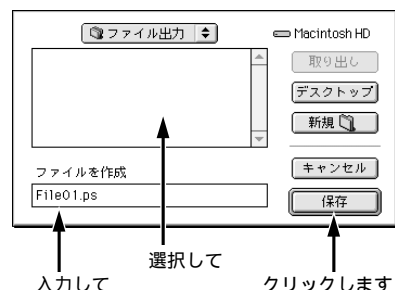 ファイル出力
Macintosh HD
取り出し
デスクトップ
新規
ファイルを作成
キャンセル
File01.ps
保存
選択して
入力して
クリックします